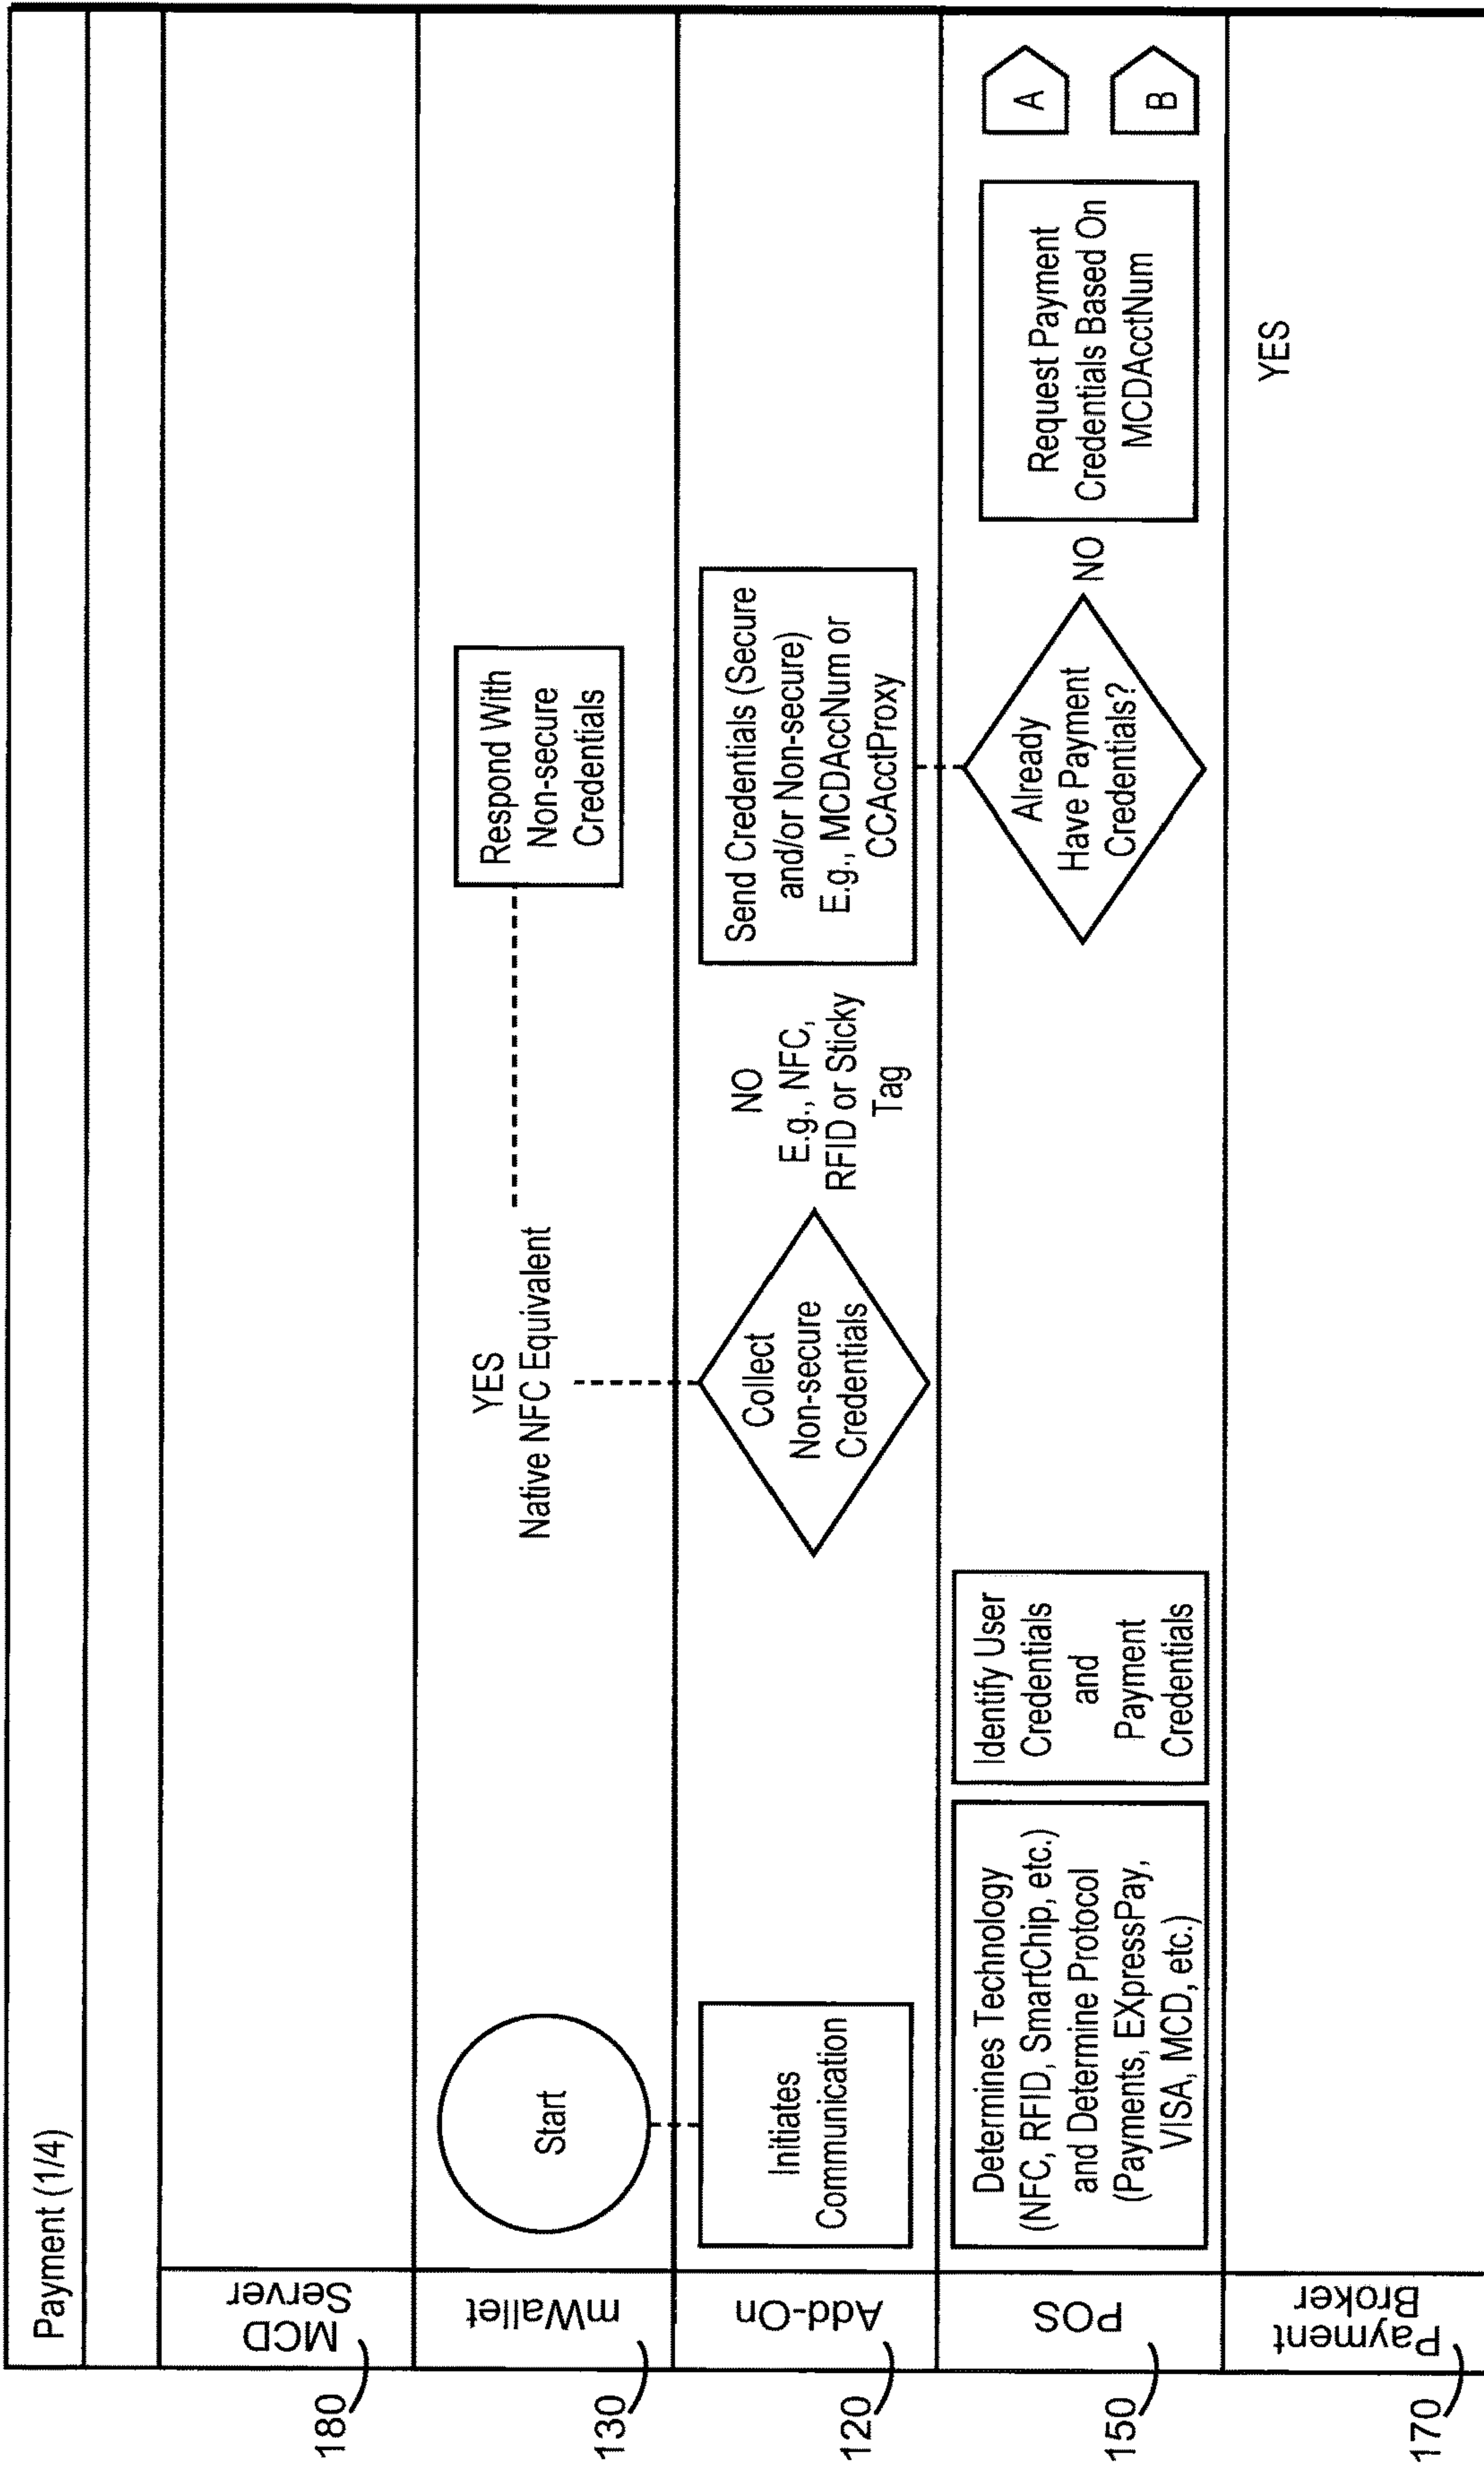 Payment (1/4)
180
MCD
Server
130
mWallet
Start
YES
Native NFC Equivalent
Respond With
Non-secure
Credentials
120
Add-On
Initiates
Communication
Collect
Non-secure
Credentials
NO
E.g., NFC,
RFID or Sticky
Tag
Send Credentials (Secure
and/or Non-secure)
E.g., MCDAccNum or
CCAcctProxy
150
POS
Determines Technology
(NFC, RFID, SmartChip, etc.)
and Determine Protocol
(Payments, EXpressPay,
VISA, MCD, etc.)
Identify User
Credentials
and
Payment
Credentials
Already
Have Payment
Credentials?
NO
Request Payment
Credentials Based On
MCDAcctNum
A
B
170
Payment
Broker
YES